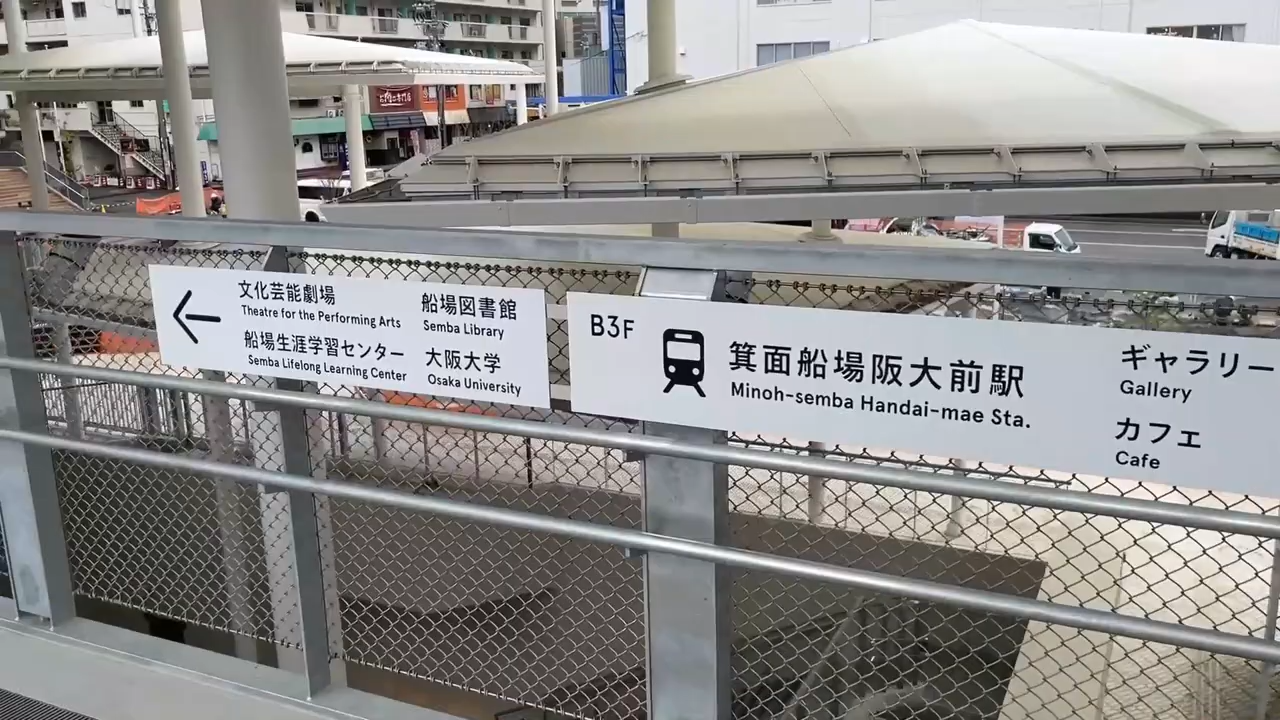 文化芸能劇場
Theatre for the Performing Arts
船場生涯学習センター
Semba Lifelong Learning Center
船場図書館
Semba Library
大阪大学
Osaka University
B3F
箕面船場阪大前駅
Minoh-semba Handai-mae Sta.
ギャラリー
Gallery
カフェ
Cafe